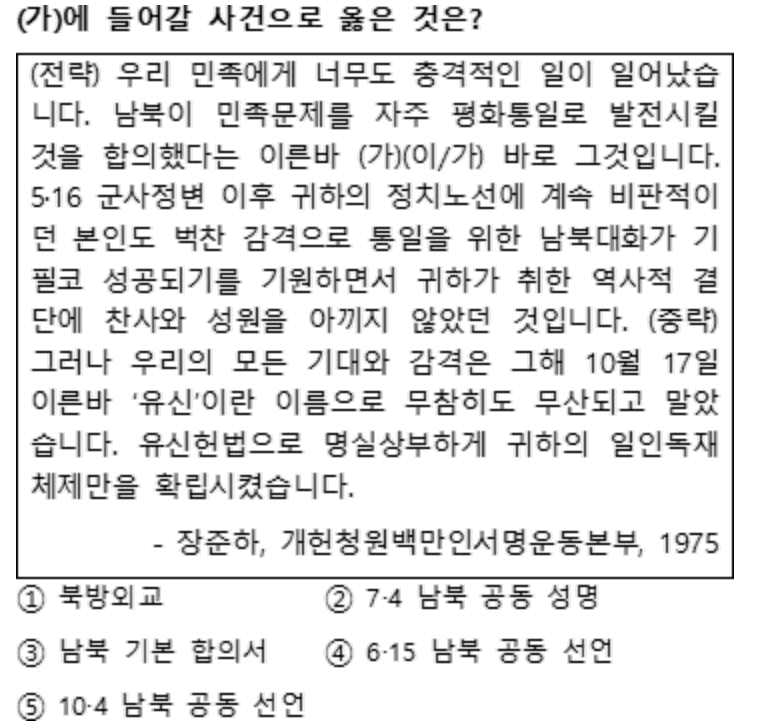 (가)에 들어갈 사건으로 옳은 것은?
(전략) 우리 민족에게 너무도 충격적인 일이 일어났습
니다. 남북이 민족문제를 자주 평화통일로 발전시킬
것을 합의했다는 이른바 (가)(이/가) 바로 그것입니다.
5·16 군사정변 이후 귀하의 정치노선에 계속 비판적이
던 본인도 벅찬 감격으로 통일을 위한 남북대화가 기
필코 성공되기를 기원하면서 귀하가 취한 역사적 결
단에 찬사와 성원을 아끼지 않았던 것입니다. (중략)
그러나 우리의 모든 기대와 감격은 그해 10월 17일
이른바 ‘유신’이란 이름으로 무참히도 무산되고 말았
습니다. 유신헌법으로 명실상부하게 귀하의 일인독재
체제만을 확립시켰습니다.
- 장준하, 개헌청원백만인서명운동본부, 1975
① 북방외교 ② 7·4 남북 공동 성명
③ 남북 기본 합의서 ④ 6·15 남북 공동 선언
⑤ 10·4 남북 공동 선언